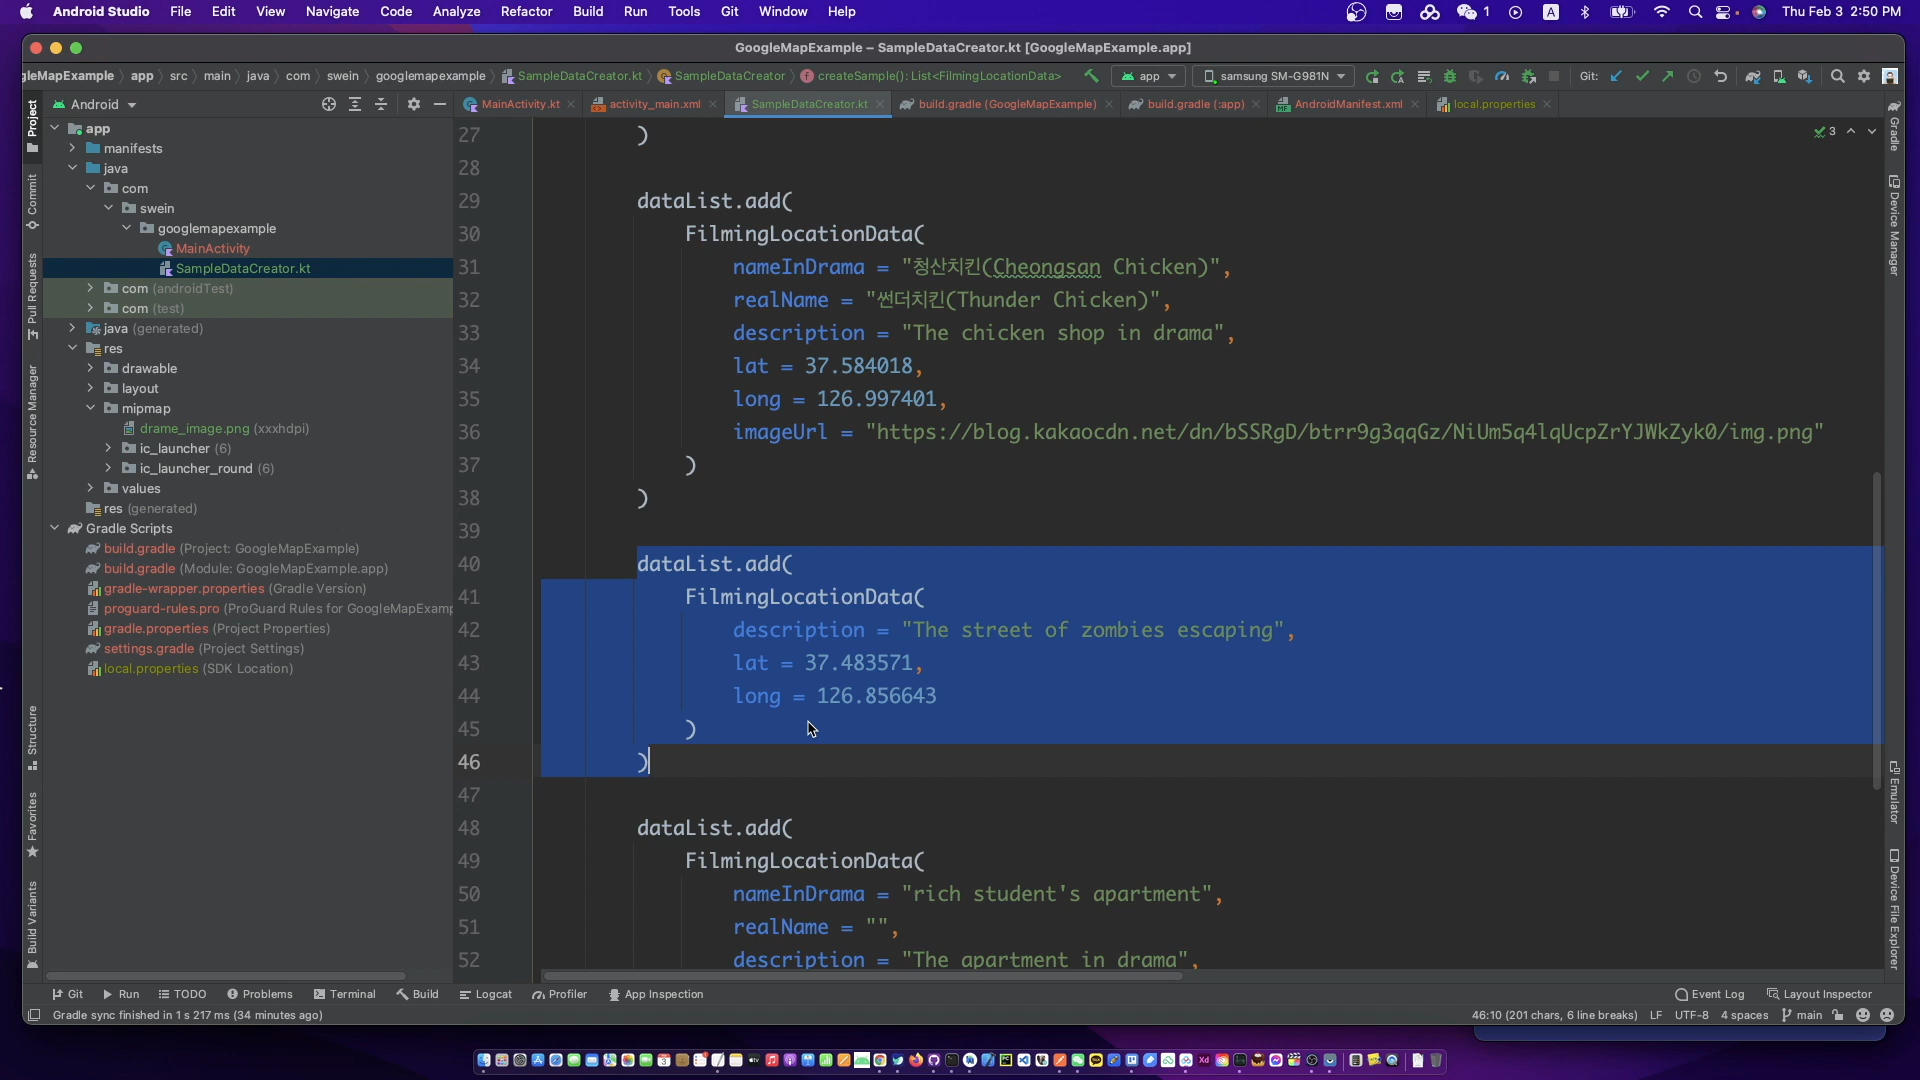 Android Studio File Edit View Navigate Code Analyze Refactor Build Run Tools Git Window Help
1 A Thu Feb 3 2:50 PM
GoogleMapExample – SampleDataCreator.kt [GoogleMapExample.app]
gleMapExample app src main java com swein googlemapexample SampleDataCreator.kt SampleDataCreator createSample(): List<FilmingLocationData> app samsung SM-G981N Git:
Android
MainActivity.kt activity_main.xml SampleDataCreator.kt build.gradle (GoogleMapExample) build.gradle (:app) AndroidManifest.xml local.properties
app
manifests
java
com
swein
googlemapexample
MainActivity
SampleDataCreator.kt
com (androidTest)
com (test)
java (generated)
res
drawable
layout
mipmap
drame_image.png (xxxhdpi)
ic_launcher (6)
ic_launcher_round (6)
values
res (generated)
Gradle Scripts
build.gradle (Project: GoogleMapExample)
build.gradle (Module: GoogleMapExample.app)
gradle-wrapper.properties (Gradle Version)
proguard-rules.pro (ProGuard Rules for GoogleMapExamp
gradle.properties (Project Properties)
settings.gradle (Project Settings)
local.properties (SDK Location)
Project
Commit
Pull Requests
Resource Manager
Structure
Favorites
Build Variants
3
27 )
28
29 dataList.add(
30 FilmingLocationData(
31 nameInDrama = "청산치킨(Cheongsan Chicken)",
32 realName = "썬더치킨(Thunder Chicken)",
33 description = "The chicken shop in drama",
34 lat = 37.584018,
35 long = 126.997401,
36 imageUrl = "https://blog.kakaocdn.net/dn/bSSRgD/btrr9g3qqGz/NiUm5q4lqUcpZrYJWkZyk0/img.png"
37 )
38 )
39
40 dataList.add(
41 FilmingLocationData(
42 description = "The street of zombies escaping",
43 lat = 37.483571,
44 long = 126.856643
45 )
46 )
47
48 dataList.add(
49 FilmingLocationData(
50 nameInDrama = "rich student's apartment",
51 realName = "",
52 description = "The apartment in drama",
Gradle
Device Manager
Emulator
Device File Explorer
Git Run TODO Problems Terminal Build Logcat Profiler App Inspection Event Log Layout Inspector
Gradle sync finished in 1 s 217 ms (34 minutes ago) 46:10 (201 chars, 6 line breaks) LF UTF-8 4 spaces main